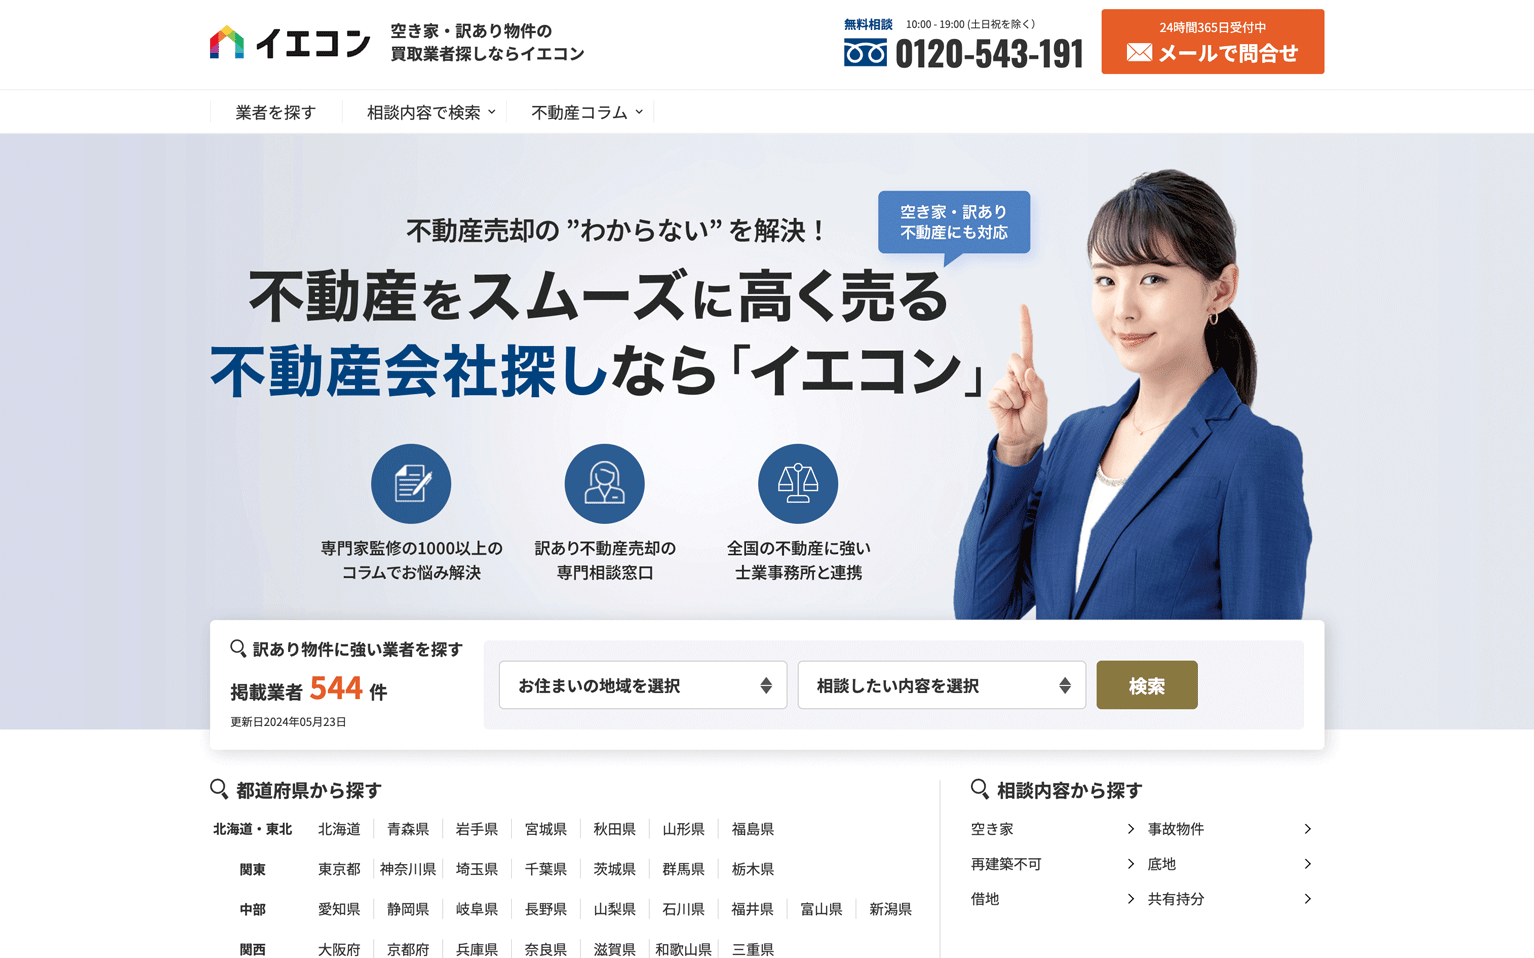 イエコン
空き家・訳あり物件の
買取業者探しならイエコン
無料相談 10:00 - 19:00 (土日祝を除く)
0120-543-191
24時間365日受付中
メールで問合せ
業者を探す 相談内容で検索 不動産コラム
空き家・訳あり
不動産にも対応
不動産売却の ”わからない” を解決！
不動産をスムーズに高く売る
不動産会社探しなら「イエコン」
専門家監修の1000以上の
コラムでお悩み解決
訳あり不動産売却の
専門相談窓口
全国の不動産に強い
士業事務所と連携
訳あり物件に強い業者を探す
掲載業者 544 件
更新日2024年05月23日
お住まいの地域を選択 相談したい内容を選択 検索
都道府県から探す
北海道・東北 北海道 青森県 岩手県 宮城県 秋田県 山形県 福島県
関東 東京都 神奈川県 埼玉県 千葉県 茨城県 群馬県 栃木県
中部 愛知県 静岡県 岐阜県 長野県 山梨県 石川県 福井県 富山県 新潟県
関西 大阪府 京都府 兵庫県 奈良県 滋賀県 和歌山県 三重県
相談内容から探す
空き家 事故物件
再建築不可 底地
借地 共有持分